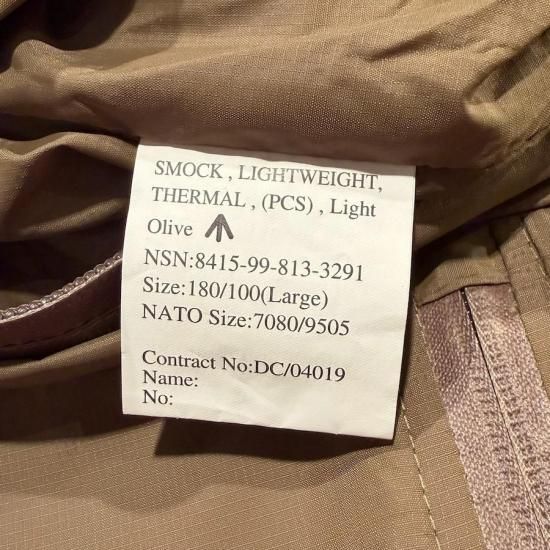 SMOCK , LIGHTWEIGHT,
THERMAL , (PCS) , Light
Olive
NSN:8415-99-813-3291
Size:180/100(Large)
NATO Size:7080/9505
Contract No:DC/04019
Name:
No: